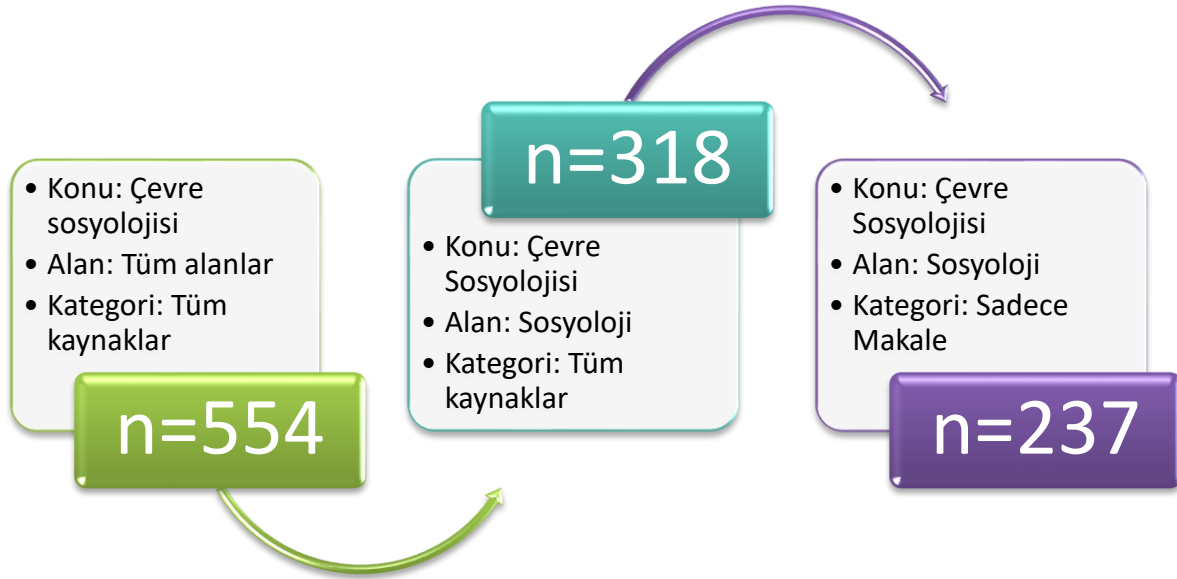 • Konu: Çevre
sosyolojisi
• Alan: Tüm alanlar
• Kategori: Tüm
kaynaklar
n=554
n=318
• Konu: Çevre
Sosyolojisi
• Alan: Sosyoloji
• Kategori: Tüm
kaynaklar
• Konu: Çevre
Sosyolojisi
• Alan: Sosyoloji
• Kategori: Sadece
Makale
n=237